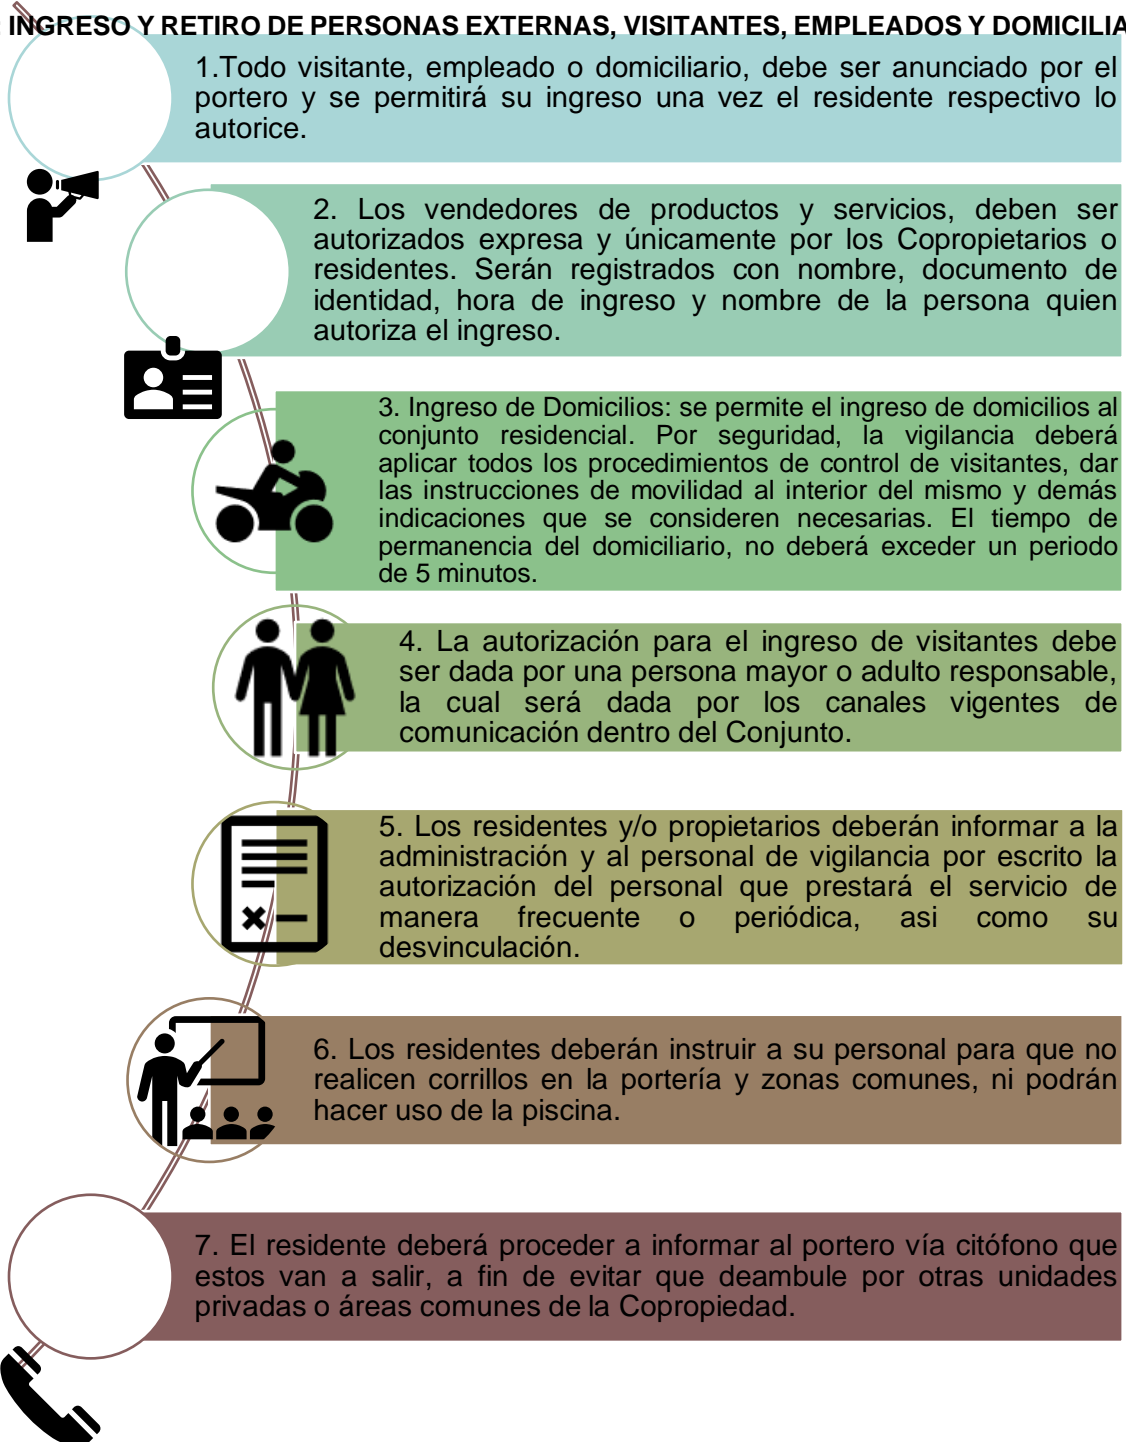 INGRESO Y RETIRO DE PERSONAS EXTERNAS, VISITANTES, EMPLEADOS Y
1.Todo visitante, empleado o domiciliario, debe ser anunciado por el
portero y se permitirá su ingreso una vez el residente respectivo lo
autorice.
2. Los vendedores de productos y servicios, deben ser
autorizados expresa y únicamente por los Copropietarios o
residentes. Serán registrados con nombre, documento de
identidad, hora de ingreso y nombre de la persona quien
autoriza el ingreso.
3. Ingreso de Domicilios: se permite el ingreso de domicilios al
conjunto residencial. Por seguridad, la vigilancia deberá
aplicar todos los procedimientos de control de visitantes, dar
las instrucciones de movilidad al interior del mismo y demás
indicaciones que se consideren necesarias. El tiempo de
permanencia del domiciliario, no deberá exceder un periodo
de 5 minutos.
4. La autorización para el ingreso de visitantes debe
ser dada por una persona mayor o adulto responsable,
la cual será dada por los canales vigentes de
comunicación dentro del Conjunto.
5. Los residentes y/o propietarios deberán informar a la
administración y al personal de vigilancia por escrito la
autorización del personal que prestará el servicio de
manera frecuente o periódica, asi como su
desvinculación.
6. Los residentes deberán instruir a su personal para que no
realicen corrillos en la portería y zonas comunes, ni podrán
hacer uso de la piscina.
7. El residente deberá proceder a informar al portero vía citófono que
estos van a salir, a fin de evitar que deambule por otras unidades
privadas o áreas comunes de la Copropiedad.